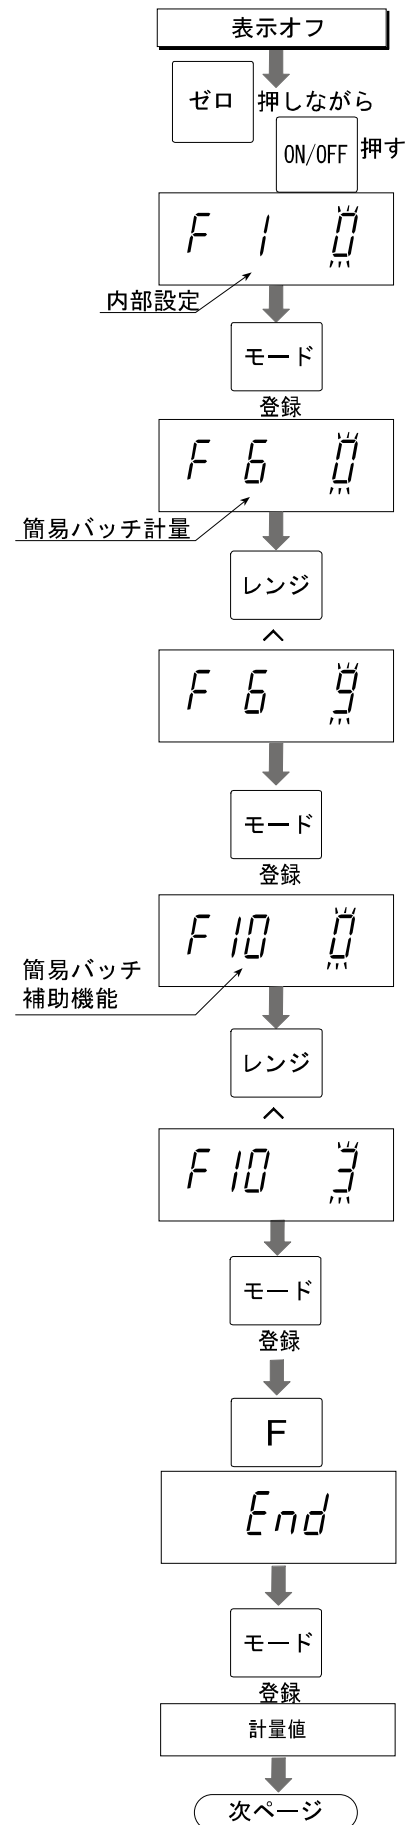 表示オフ
ゼロ 押しながら
ON/OFF 押す
F 1 0
内部設定
モード
登録
F 6 0
簡易バッチ計量
レンジ
^
F 6 9
モード
登録
F10 0
簡易バッチ
補助機能
レンジ
^
F10 3
モード
登録
F
End
モード
登録
計量値
次ページ